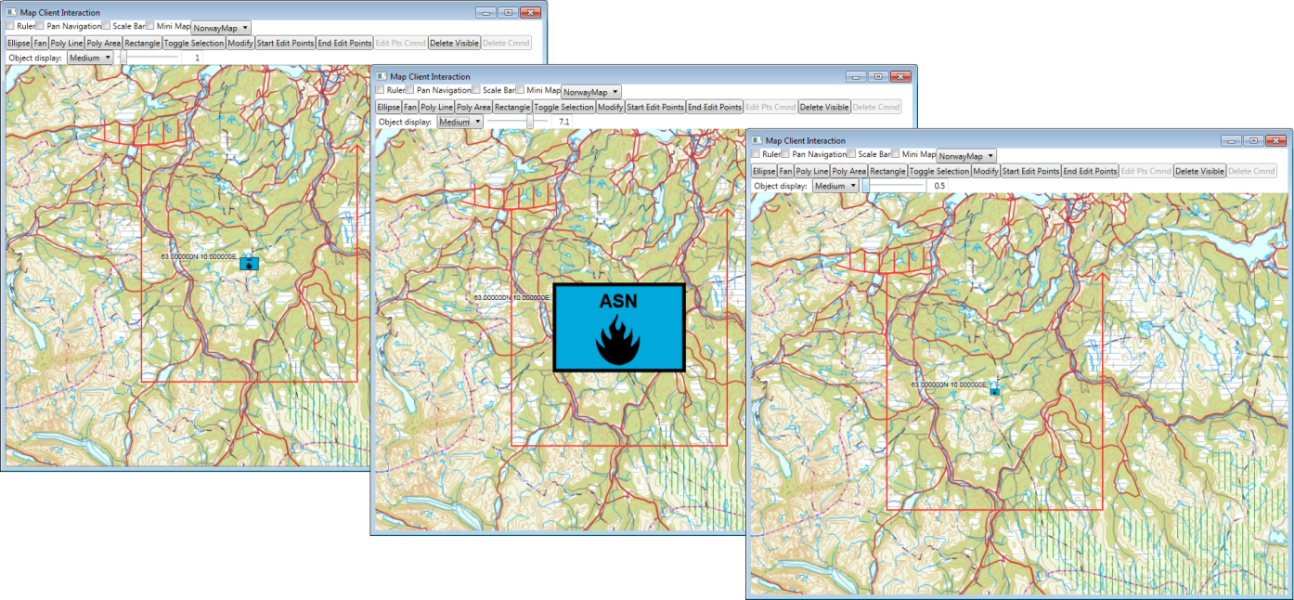 Map Client Interaction
Ruler Pan Navigation Scale Bar Mini Map NorwayMap
Ellipse Fan Poly Line Poly Area Rectangle Toggle Selection Modify Start Edit Points End Edit Points Edit Pts Cmnd Delete Visible Delete Cmnd
Object display: Medium 1
63.000000N 10.000000E
Map Client Interaction
Ruler Pan Navigation Scale Bar Mini Map NorwayMap
Ellipse Fan Poly Line Poly Area Rectangle Toggle Selection Modify Start Edit Points End Edit Points Edit Pts Cmnd Delete Visible Delete Cmnd
Object display: Medium 7.1
63.000000N 10.000000E
ASN
Map Client Interaction
Ruler Pan Navigation Scale Bar Mini Map NorwayMap
Ellipse Fan Poly Line Poly Area Rectangle Toggle Selection Modify Start Edit Points End Edit Points Edit Pts Cmnd Delete Visible Delete Cmnd
Object display: Medium 0.5
63.000000N 10.000000E